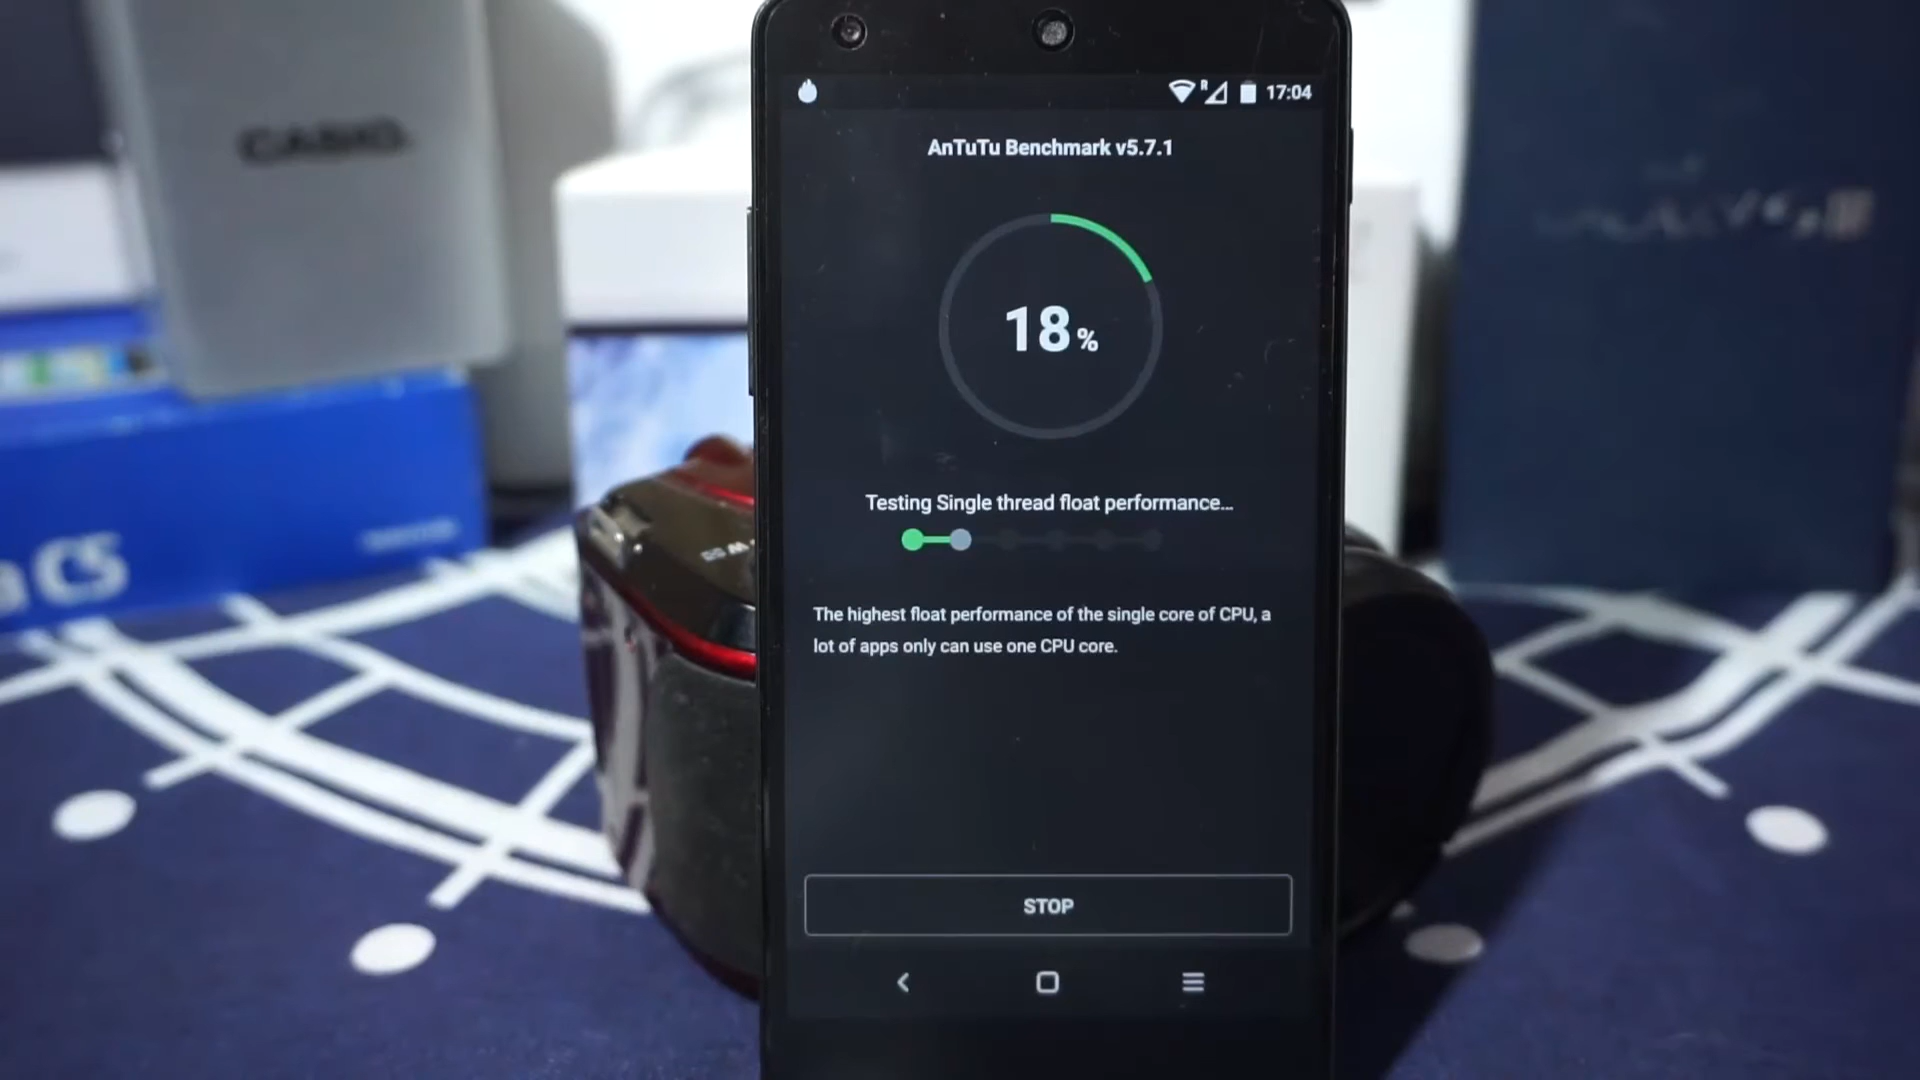 CASIO
17:04
AnTuTu Benchmark v5.7.1
18%
Testing Single thread float performance...
CS
The highest float performance of the single core of CPU, a
lot of apps only can use one CPU core.
STOP